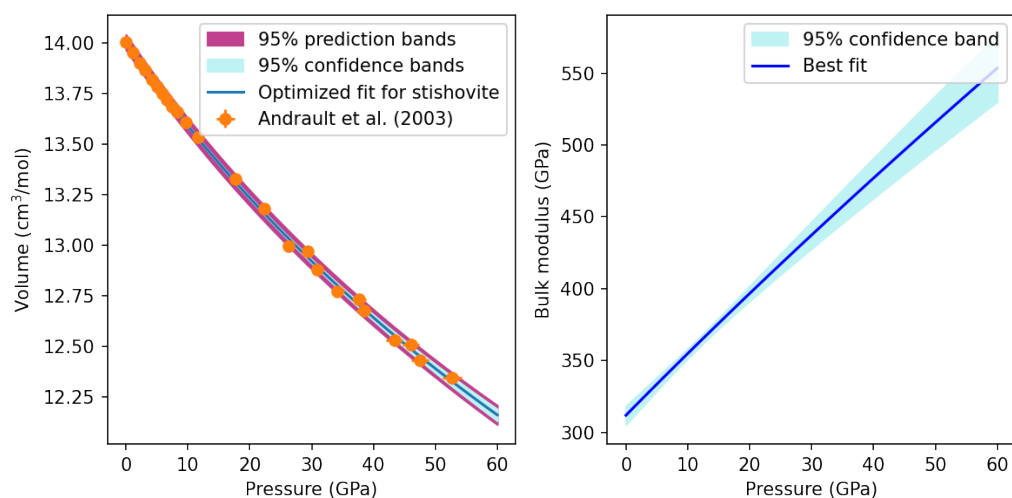 95% prediction bands
95% confidence bands
Optimized fit for stishovite
Andrault et al. (2003)
14.00
13.75
13.50
13.25
13.00
12.75
12.50
12.25
Volume (cm³/mol)
0 10 20 30 40 50 60
Pressure (GPa)
95% confidence band
Best fit
550
500
450
400
350
300
Bulk modulus (GPa)
0 10 20 30 40 50 60
Pressure (GPa)